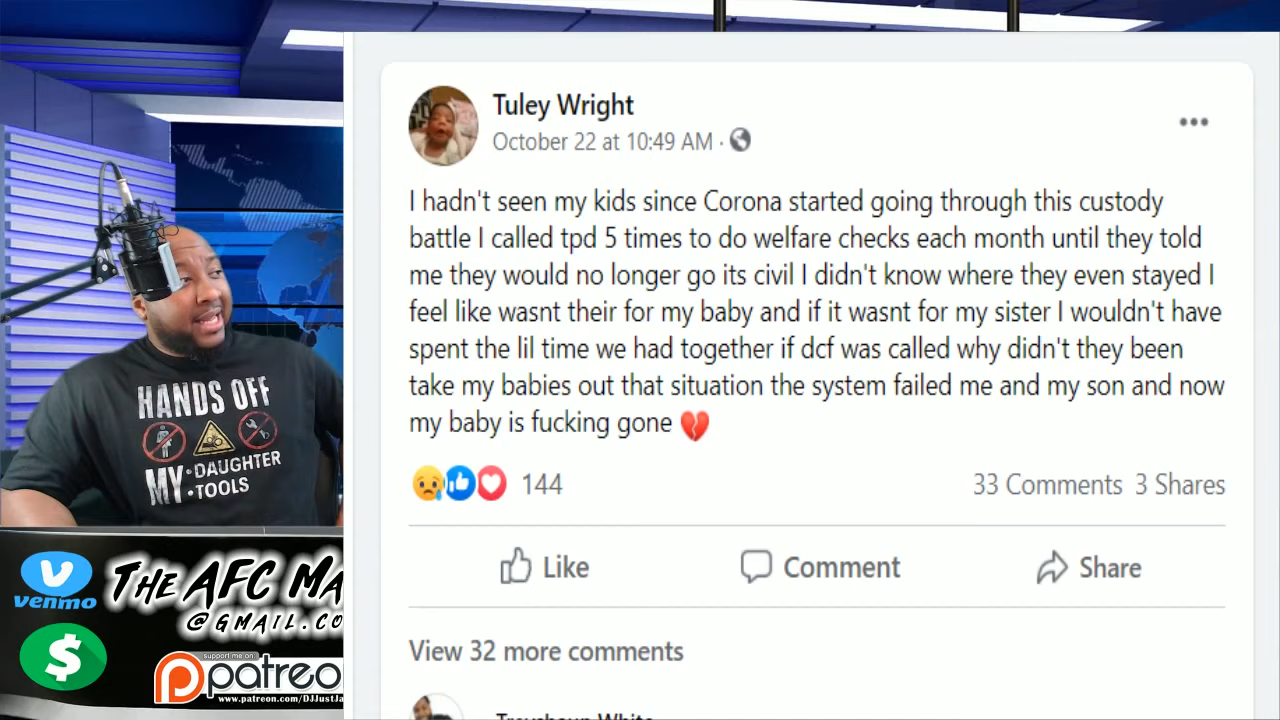 Tuley Wright
October 22 at 10:49 AM ·
I hadn't seen my kids since Corona started going through this custody
battle I called tpd 5 times to do welfare checks each month until they told
me they would no longer go its civil I didn't know where they even stayed I
feel like wasnt their for my baby and if it wasnt for my sister I wouldn't have
spent the lil time we had together if dcf was called why didn't they been
take my babies out that situation the system failed me and my son and now
my baby is fucking gone
144
33 Comments 3 Shares
Like
Comment
Share
View 32 more comments
HANDS OFF
MY • DAUGHTER
• TOOLS
venmo
THE AFC MA
@GMAIL.CO
$
support me on
patreo
www.patreon.com/DJJustJa